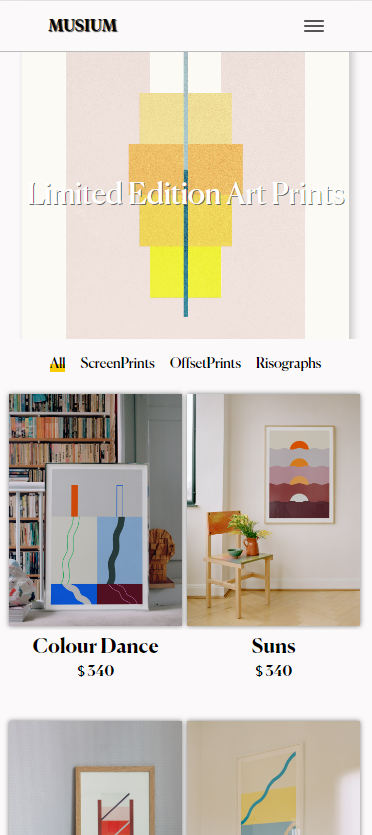 MUSIUM
Limited Edition Art Prints
All ScreenPrints OffsetPrints Risographs
Colour Dance Suns
$ 340 $ 340